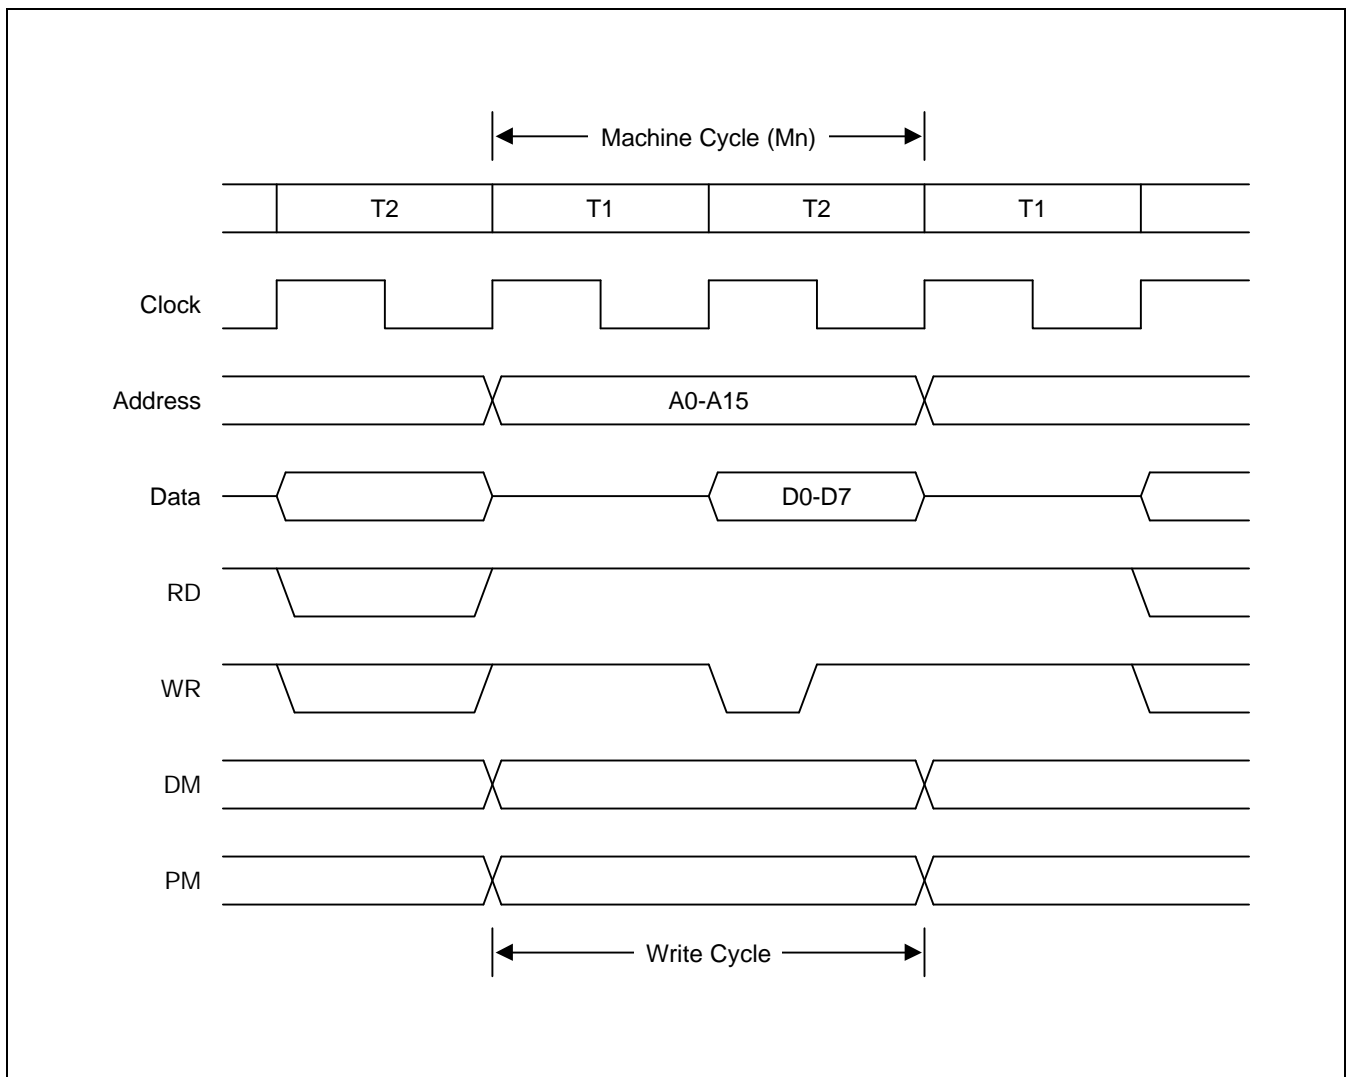 Machine Cycle (Mn)
T2 T1 T2 T1
Clock
Address A0-A15
Data D0-D7
RD
WR
DM
PM
Write Cycle